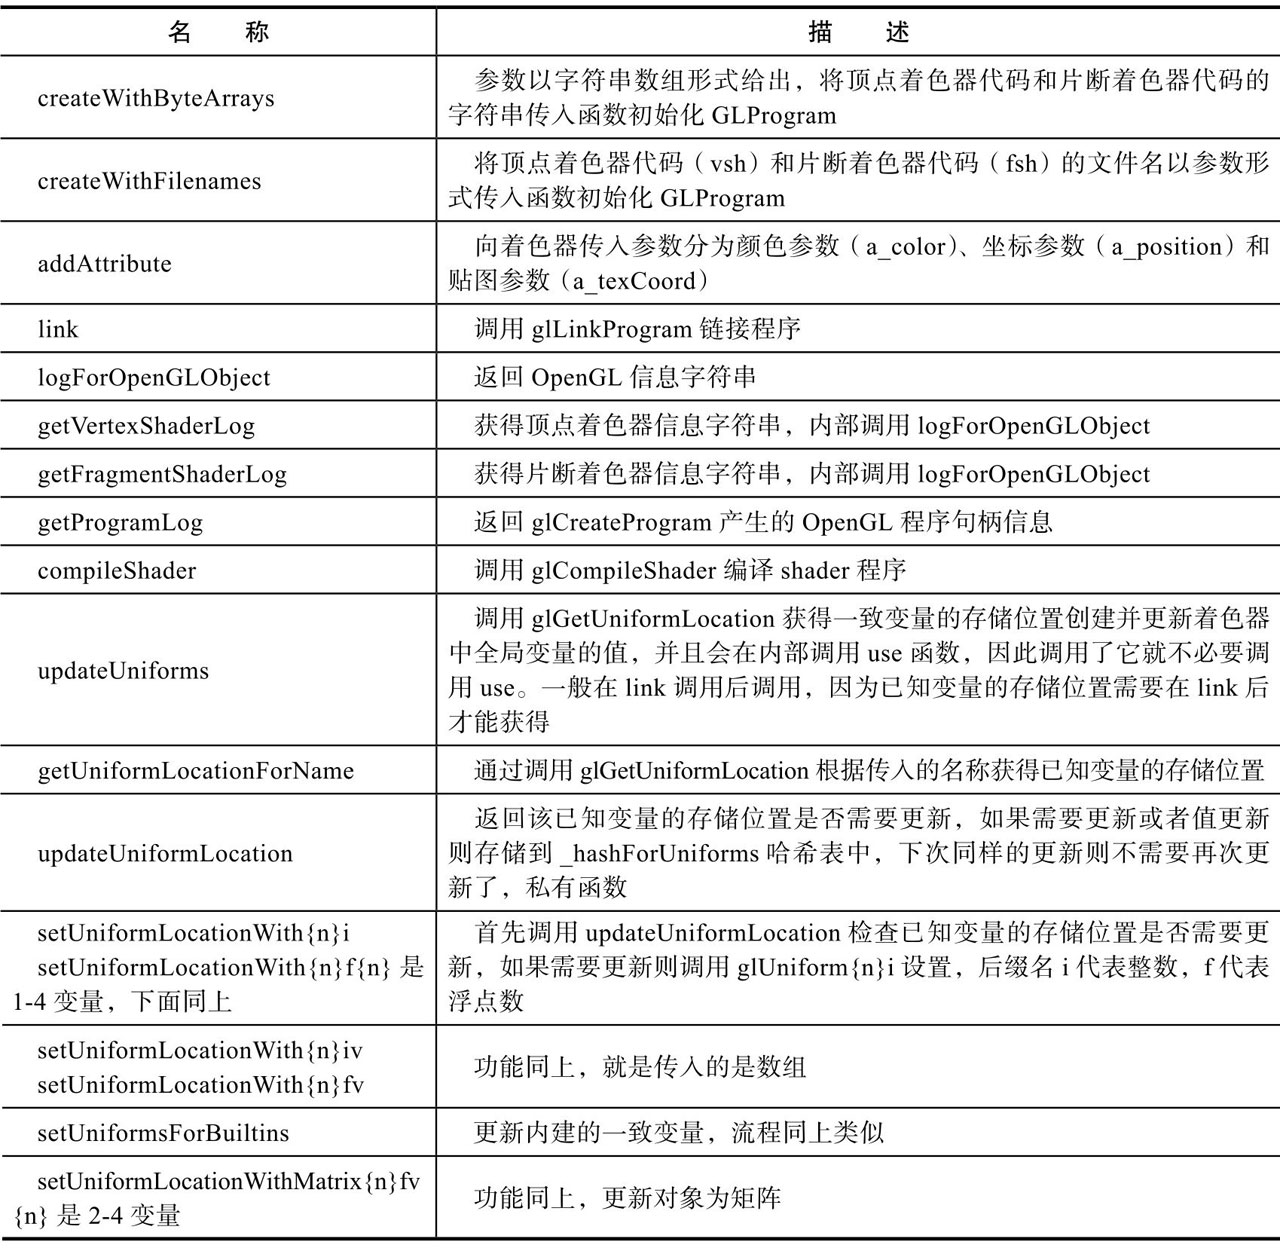 名 称 描 述
createWithByteArrays
参数以字符串数组形式给出，将顶点着色器代码和片断着色器代码的
字符串传入函数初始化 GLProgram
createWithFilenames
将顶点着色器代码（vsh）和片断着色器代码（fsh）的文件名以参数形
式传入函数初始化 GLProgram
addAttribute
向着色器传入参数分为颜色参数（a_color）、坐标参数（a_position）和
贴图参数（a_texCoord）
link
调用 glLinkProgram 链接程序
logForOpenGLObject
返回 OpenGL 信息字符串
getVertexShaderLog
获得顶点着色器信息字符串，内部调用 logForOpenGLObject
getFragmentShaderLog
获得片断着色器信息字符串，内部调用 logForOpenGLObject
getProgramLog
返回 glCreateProgram 产生的 OpenGL 程序句柄信息
compileShader
调用 glCompileShader 编译 shader 程序
updateUniforms
调用 glGetUniformLocation 获得一致变量的存储位置创建并更新着色器
中全局变量的值，并且会在内部调用 use 函数，因此调用了它就不必要调
用 use。一般在 link 调用后调用，因为已知变量的存储位置需要在 link 后
才能获得
getUniformLocationForName
通过调用 glGetUniformLocation 根据传入的名称获得已知变量的存储位置
updateUniformLocation
返回该已知变量的存储位置是否需要更新，如果需要更新或者值更新
则存储到 _hashForUniforms 哈希表中，下次同样的更新则不需要再次更
新了，私有函数
setUniformLocationWith{n}i
setUniformLocationWith{n}f{n} 是
1-4 变量，下面同上
首先调用 updateUniformLocation 检查已知变量的存储位置是否需要更
新，如果需要更新则调用 glUniform{n}i 设置，后缀名 i 代表整数，f 代表
浮点数
setUniformLocationWith{n}iv
setUniformLocationWith{n}fv
功能同上，就是传入的是数组
setUniformsForBuiltins
更新内建的一致变量，流程同上类似
setUniformLocationWithMatrix{n}fv
{n} 是 2-4 变量
功能同上，更新对象为矩阵